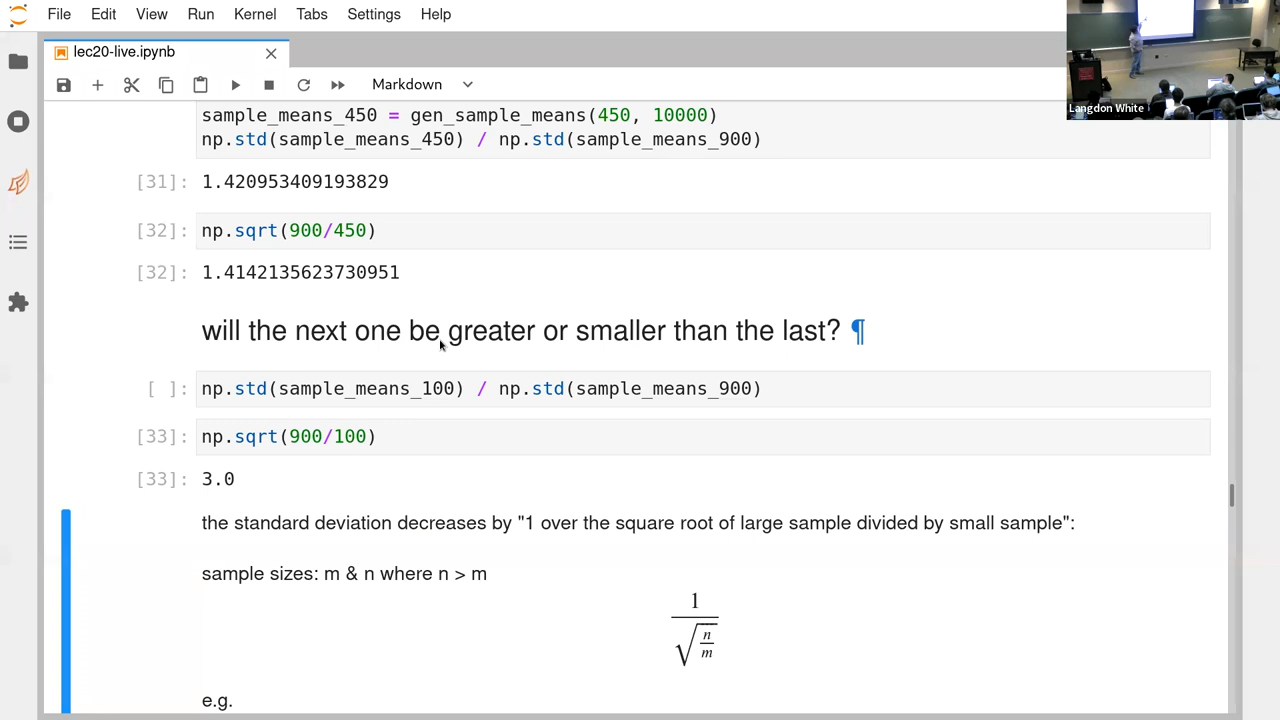 File Edit View Run Kernel Tabs Settings Help
lec20-live.ipynb
Markdown
Langdon White
sample_means_450 = gen_sample_means(450, 10000)
np.std(sample_means_450) / np.std(sample_means_900)
[31]: 1.420953409193829
[32]: np.sqrt(900/450)
[32]: 1.4142135623730951
will the next one be greater or smaller than the last? ¶
[ ]: np.std(sample_means_100) / np.std(sample_means_900)
[33]: np.sqrt(900/100)
[33]: 3.0
the standard deviation decreases by "1 over the square root of large sample divided by small sample":
sample sizes: m & n where n > m
1
√
n
m
e.g.